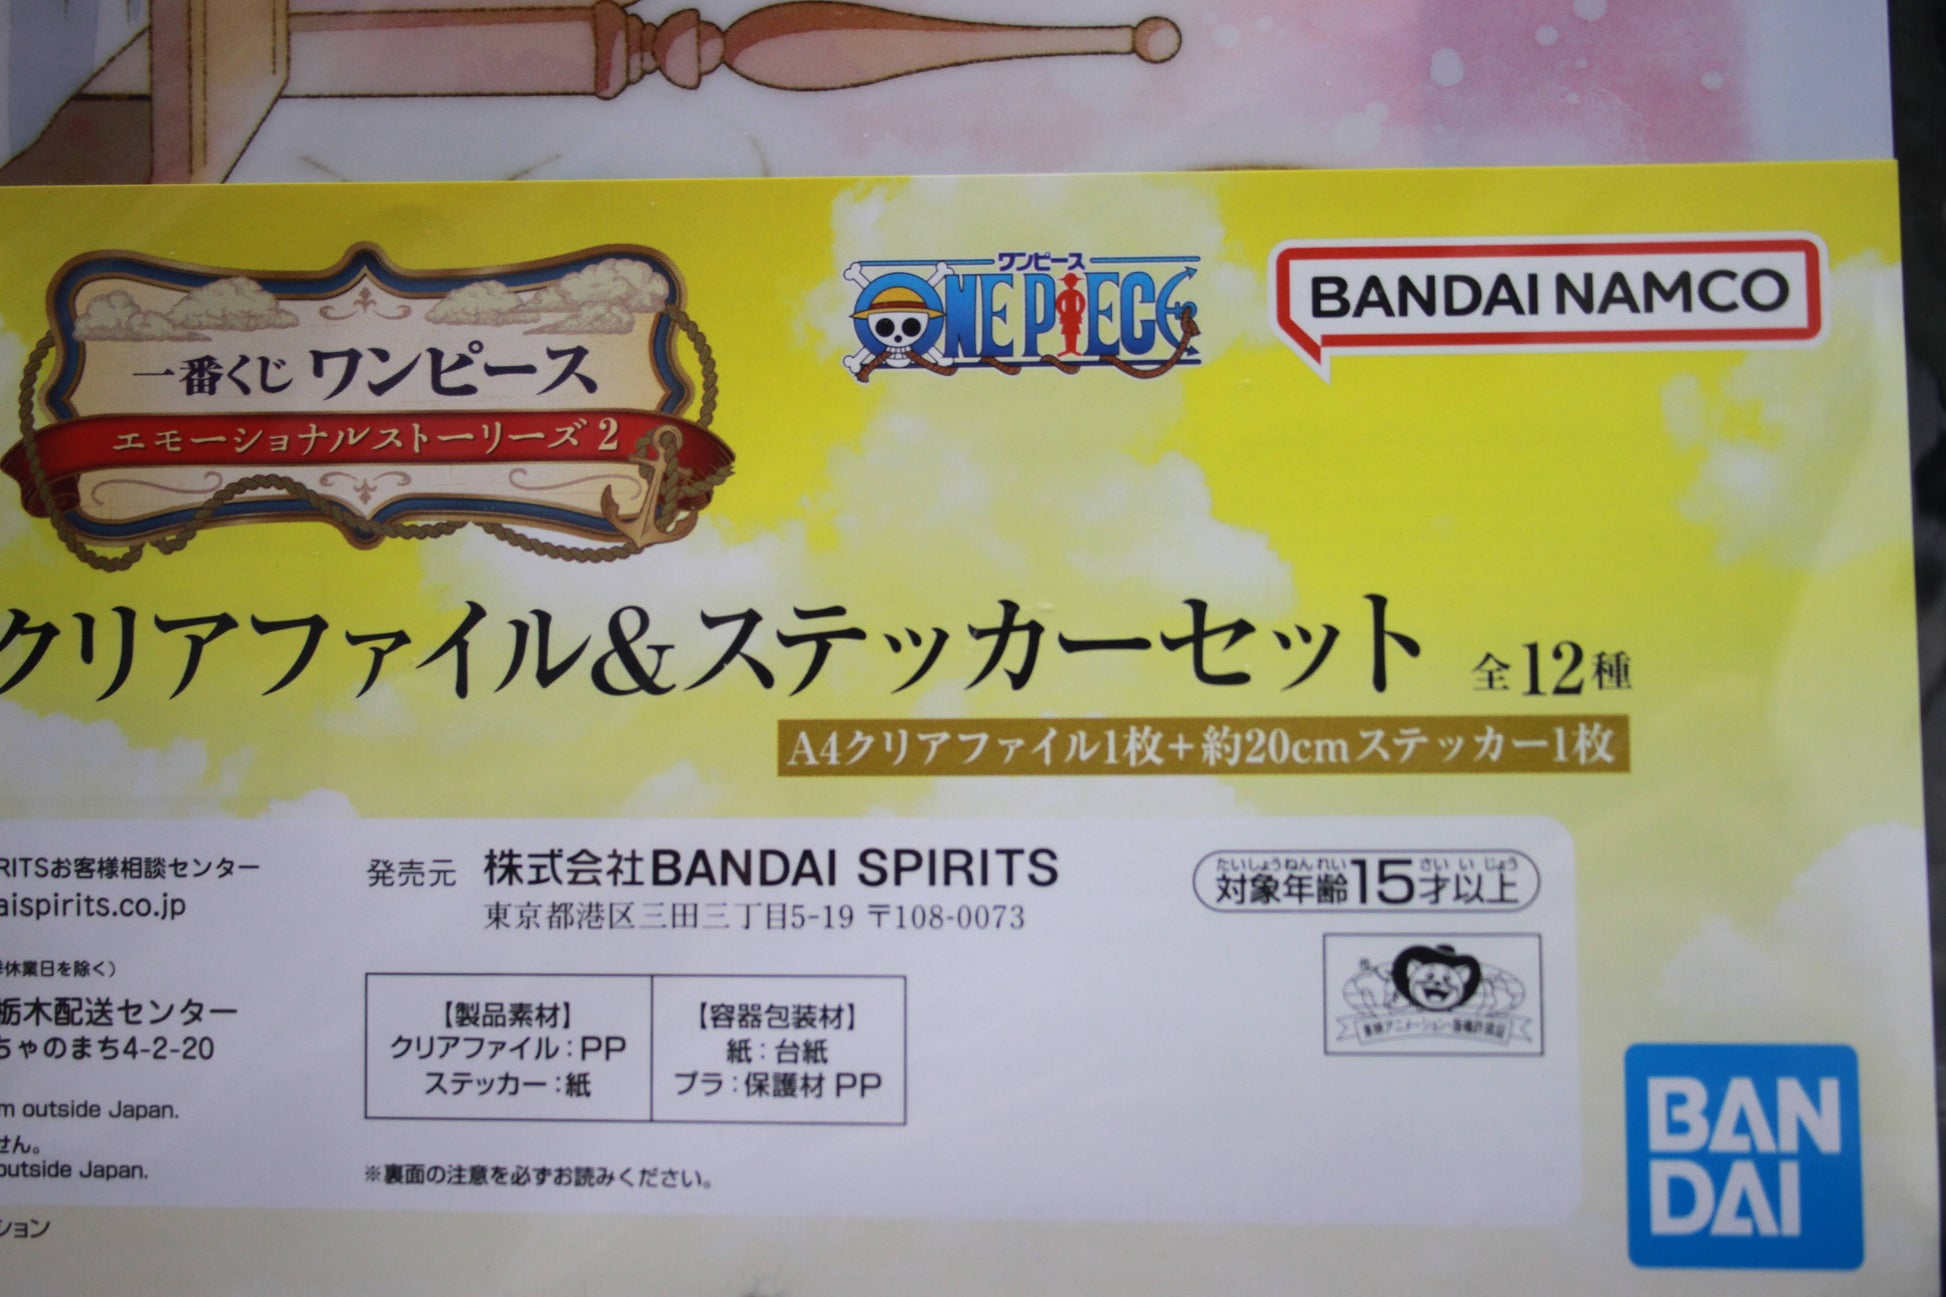 一番くじ ワンピース
エモーショナルストーリーズ 2
ワンピース
ONE PIECE
BANDAI NAMCO
クリアファイル&ステッカーセット 全12種
A4クリアファイル1枚+約20cmステッカー1枚
RITSお客様相談センター
aispirits.co.jp
休業日を除く)
栃木配送センター
ちゃのまち4-2-20
m outside Japan.
せん。
outside Japan.
ション
発売元 株式会社BANDAI SPIRITS
東京都港区三田三丁目5-19 〒108-0073
【製品素材】
クリアファイル:PP
ステッカー:紙
【容器包装材】
紙:台紙
プラ:保護材 PP
※裏面の注意を必ずお読みください。
たいしょうねんれい さい い じょう
対象年齢15才以上
BAN
DAI